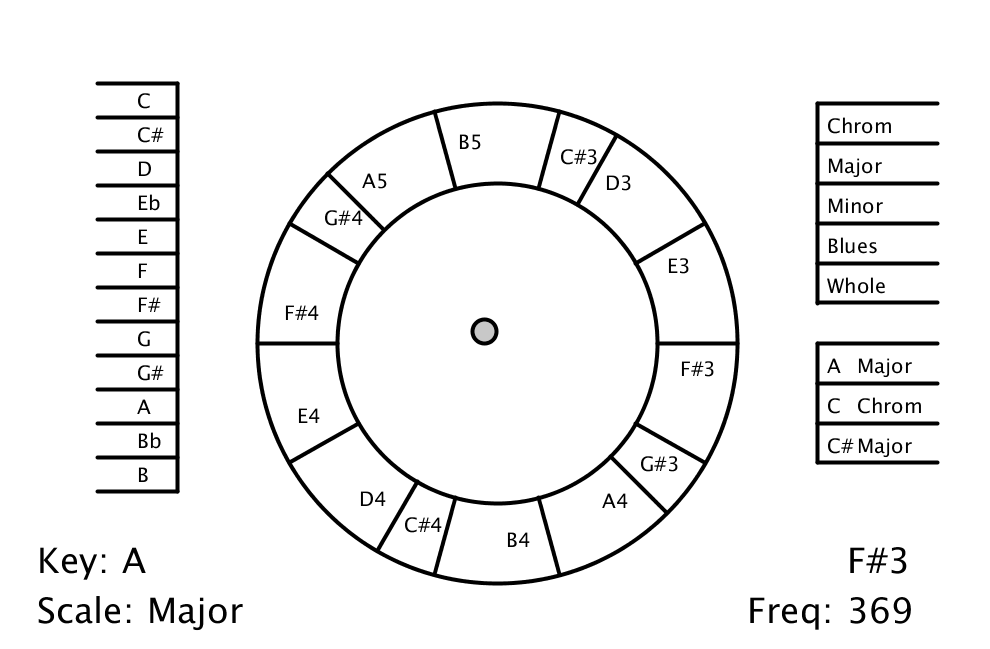 C
C#
D
Eb
E
F
F#
G
G#
A
Bb
B
B5
C#3
D3
E3
F#3
G#3
A4
B4
C#4
D4
E4
F#4
G#4
A5
Chrom
Major
Minor
Blues
Whole
A Major
C Chrom
C# Major
Key: A
Scale: Major
F#3
Freq: 369